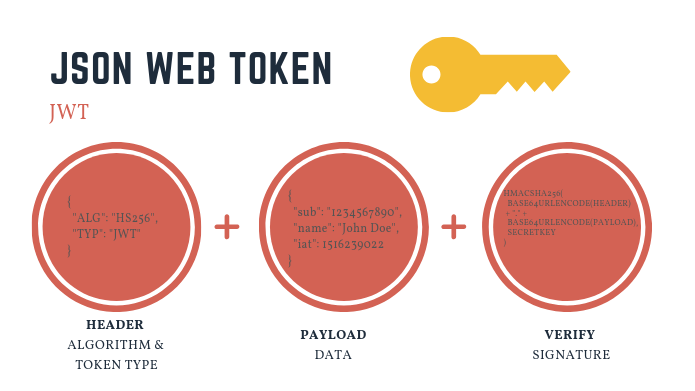 JSON WEB TOKEN
JWT
{
"ALG": "HS256",
"TYP": "JWT"
}
+
{
"sub": "1234567890",
"name": "John Doe",
"iat": 1516239022
}
+
HMACSHA256(
BASE64URLENCODE(HEADER)
+ "." +
BASE64URLENCODE(PAYLOAD),
SECRETKEY
)
HEADER
ALGORITHM &
TOKEN TYPE
PAYLOAD
DATA
VERIFY
SIGNATURE